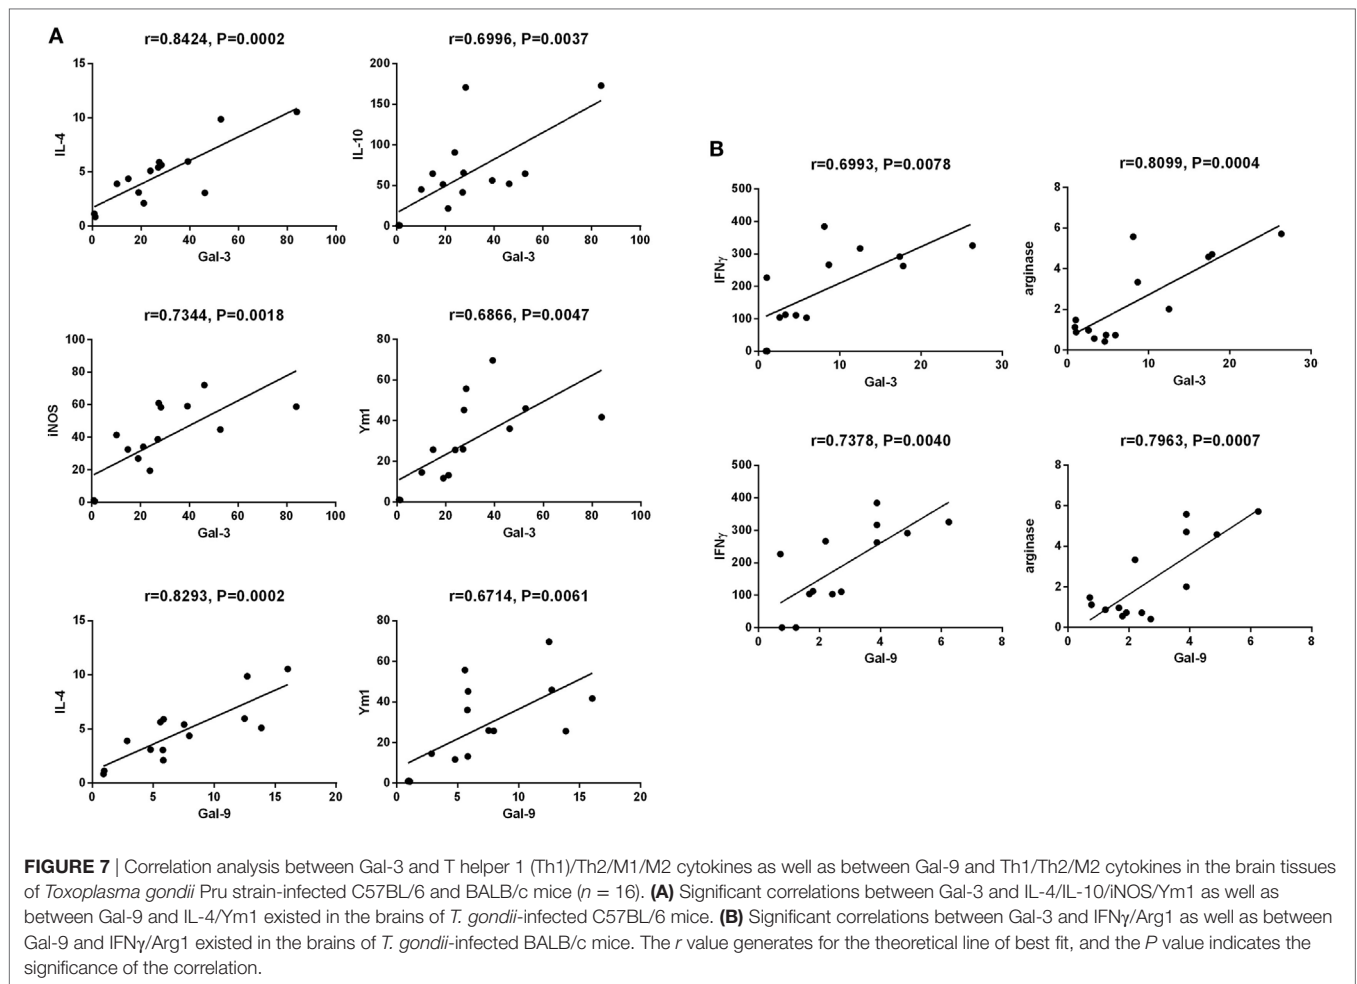 A
r=0.8424, P=0.0002
IL-4
15
10
5
0
0 20 40 60 80 100
Gal-3
r=0.6996, P=0.0037
IL-10
200
150
100
50
0
0 20 40 60 80 100
Gal-3
r=0.7344, P=0.0018
iNOS
100
80
60
40
20
0
0 20 40 60 80 100
Gal-3
r=0.6866, P=0.0047
Ym1
80
60
40
20
0
0 20 40 60 80 100
Gal-3
r=0.8293, P=0.0002
IL-4
15
10
5
0
0 5 10 15 20
Gal-9
r=0.6714, P=0.0061
Ym1
80
60
40
20
0
0 5 10 15 20
Gal-9
B
r=0.6993, P=0.0078
IFNγ
500
400
300
200
100
0
0 10 20 30
Gal-3
r=0.8099, P=0.0004
arginase
8
6
4
2
0
0 10 20 30
Gal-3
r=0.7378, P=0.0040
IFNγ
500
400
300
200
100
0
0 2 4 6 8
Gal-9
r=0.7963, P=0.0007
arginase
8
6
4
2
0
0 2 4 6 8
Gal-9
FIGURE 7 | Correlation analysis between Gal-3 and T helper 1 (Th1)/Th2/M1/M2 cytokines as well as between Gal-9 and Th1/Th2/M2 cytokines in the brain tissues
of Toxoplasma gondii Pru strain-infected C57BL/6 and BALB/c mice (n = 16). (A) Significant correlations between Gal-3 and IL-4/IL-10/iNOS/Ym1 as well as
between Gal-9 and IL-4/Ym1 existed in the brains of T. gondii-infected C57BL/6 mice. (B) Significant correlations between Gal-3 and IFNγ/Arg1 as well as between
Gal-9 and IFNγ/Arg1 existed in the brains of T. gondii-infected BALB/c mice. The r value generates for the theoretical line of best fit, and the P value indicates the
significance of the correlation.